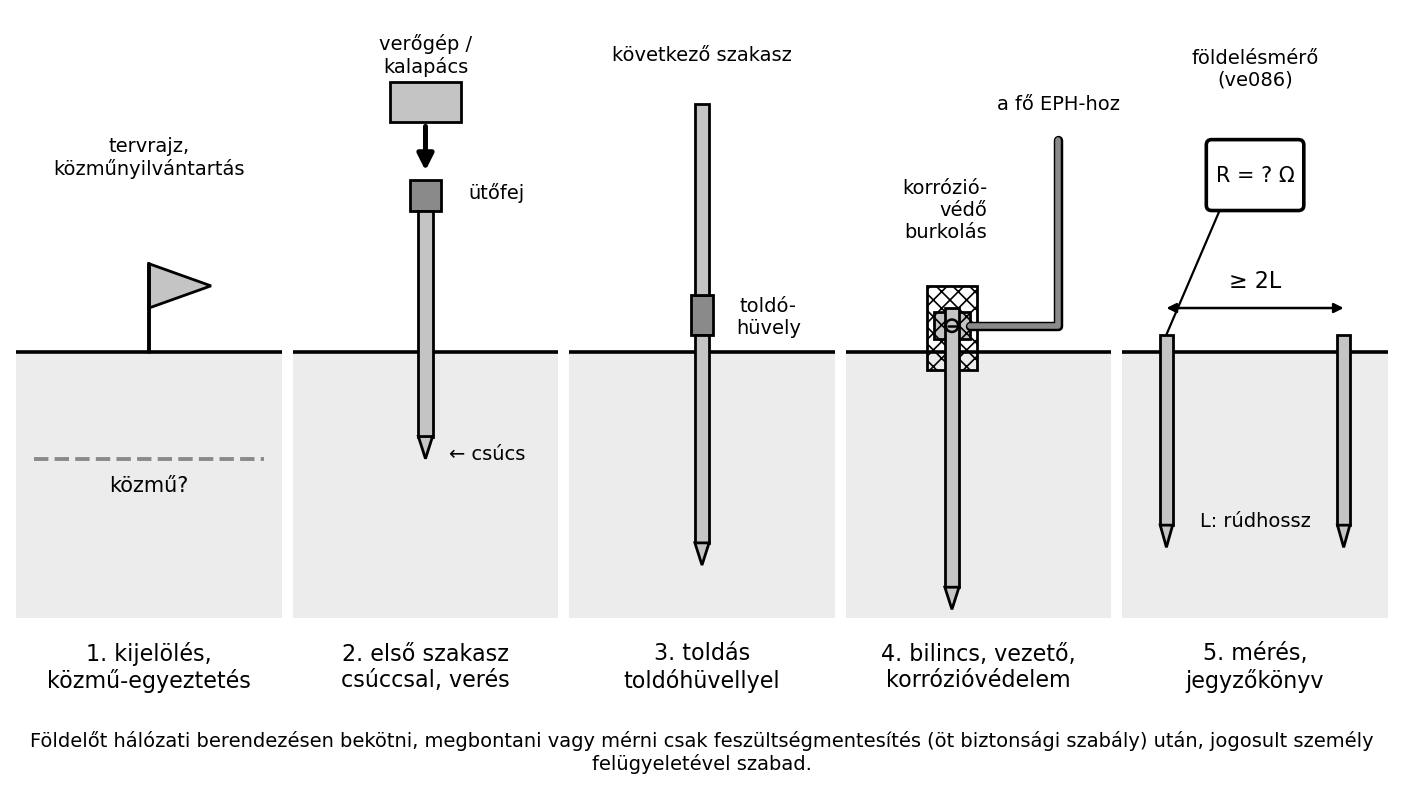 tervrajz,
közműnyilvántartás
közmű?
1. kijelölés,
közmű-egyeztetés
verőgép /
kalapács
ütőfej
← csúcs
2. első szakasz
csúccsal, verés
következő szakasz
toldó-
hüvely
3. toldás
toldóhüvellyel
a fő EPH-hoz
korrózió-
védő
burkolás
4. bilincs, vezető,
korrózióvédelem
földelésmérő
(ve086)
R = ? Ω
≥ 2L
L: rúdhossz
5. mérés,
jegyzőkönyv
Földelőt hálózati berendezésen bekötni, megbontani vagy mérni csak feszültségmentesítés (öt biztonsági szabály) után, jogosult személy
felügyeletével szabad.